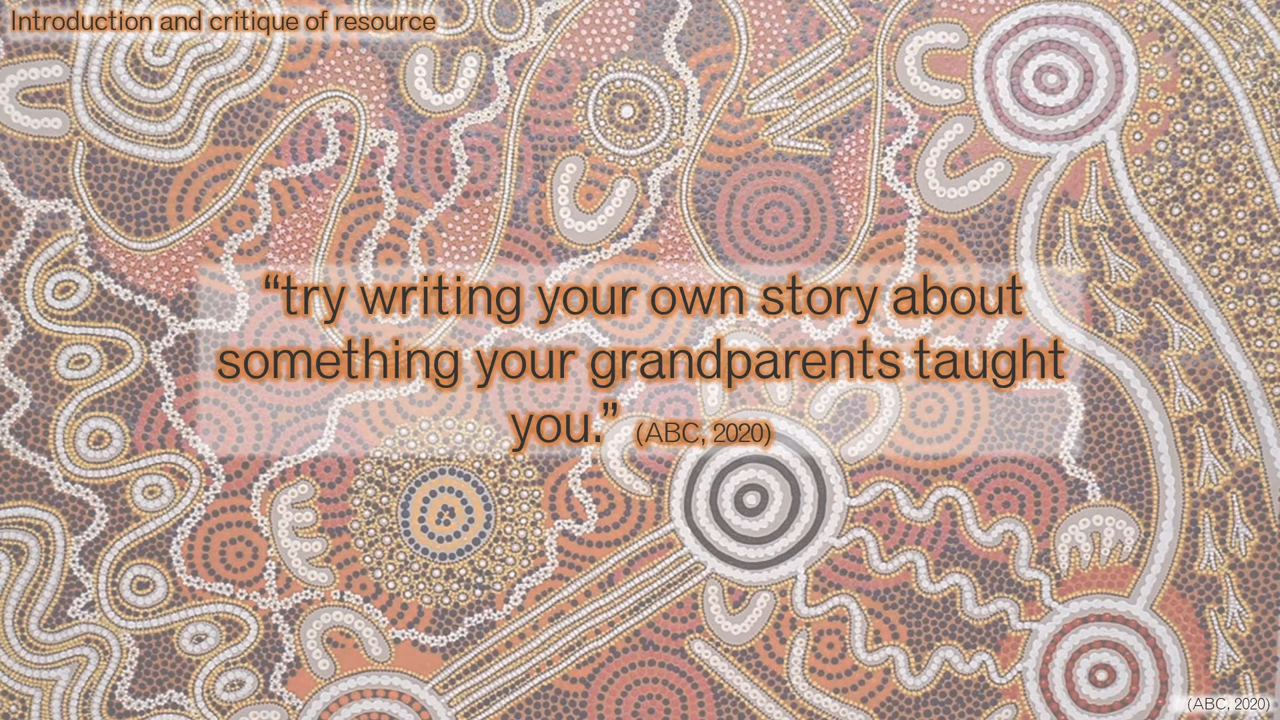 Introduction and critique of resource
“try writing your own story about
something your grandparents taught
you.” (ABC, 2020)
(ABC, 2020)